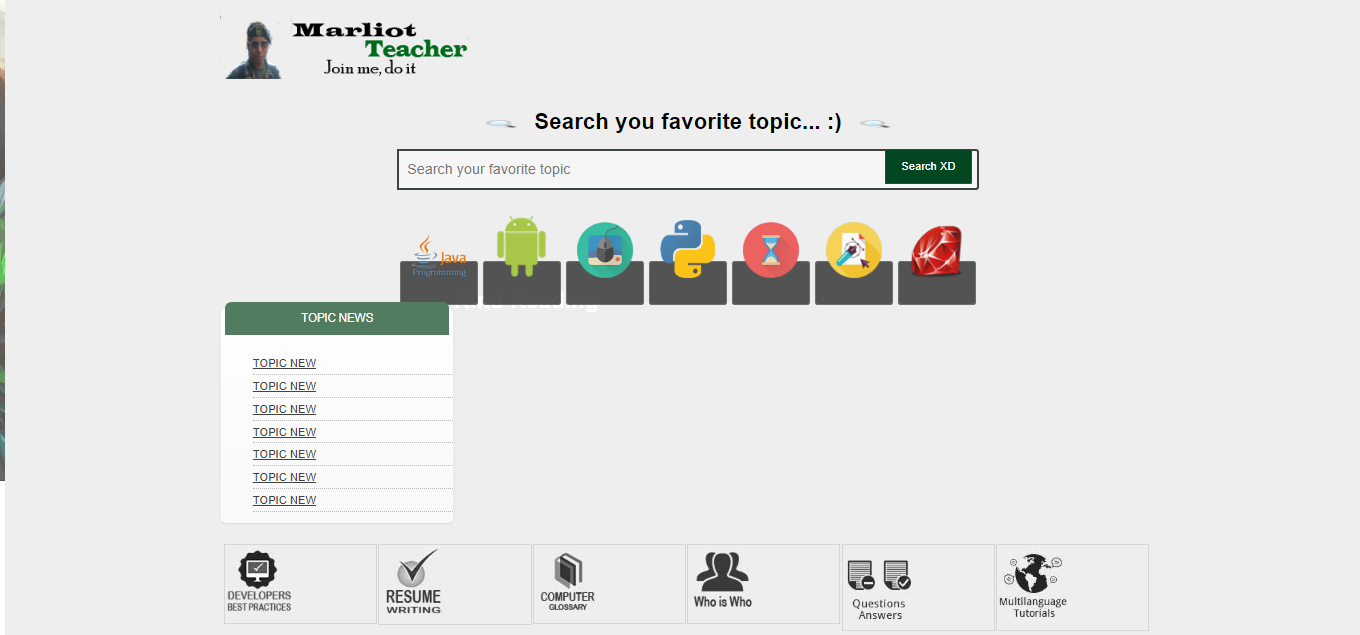 Marliot
Teacher
Join me, do it
Search you favorite topic... :)
Search your favorite topic
Search XD
Java
Programming
TOPIC NEWS
TOPIC NEW
TOPIC NEW
TOPIC NEW
TOPIC NEW
TOPIC NEW
TOPIC NEW
TOPIC NEW
DEVELOPERS
BEST PRACTICES
RESUME
WRITING
COMPUTER
GLOSSARY
Who is Who
Questions
Answers
Multilanguage
Tutorials